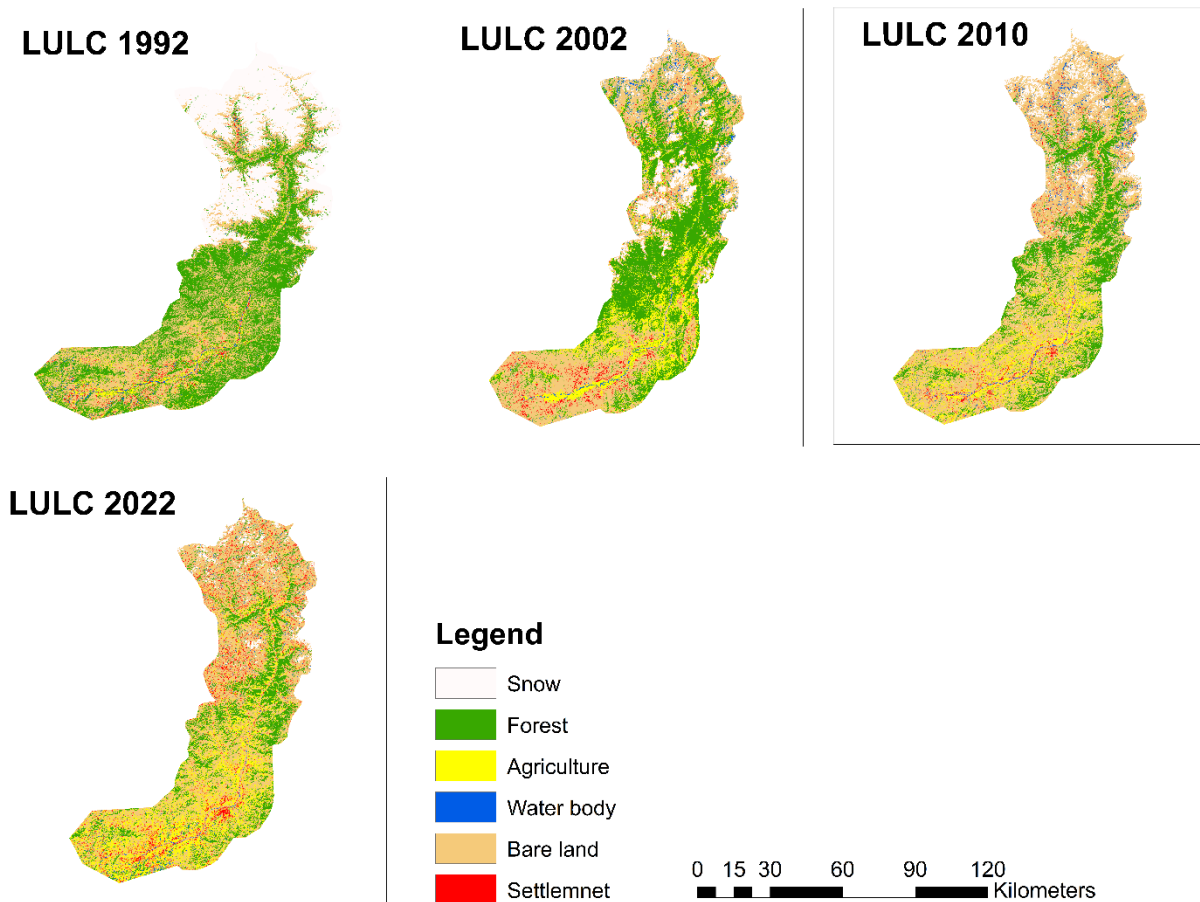 LULC 1992
LULC 2002
LULC 2010
LULC 2022
Legend
Snow
Forest
Agriculture
Water body
Bare land
Settlemnet
0 15 30 60 90 120
Kilometers